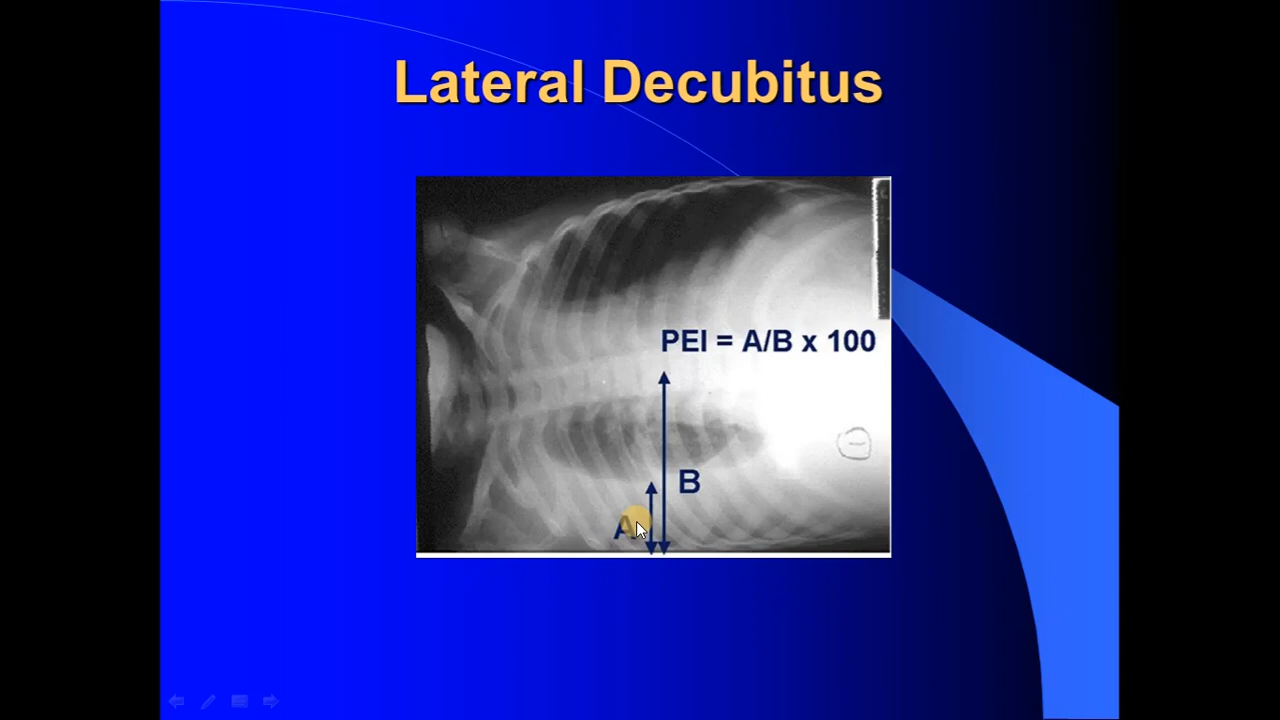 Lateral Decubitus
PEI = A/B x 100
B
A